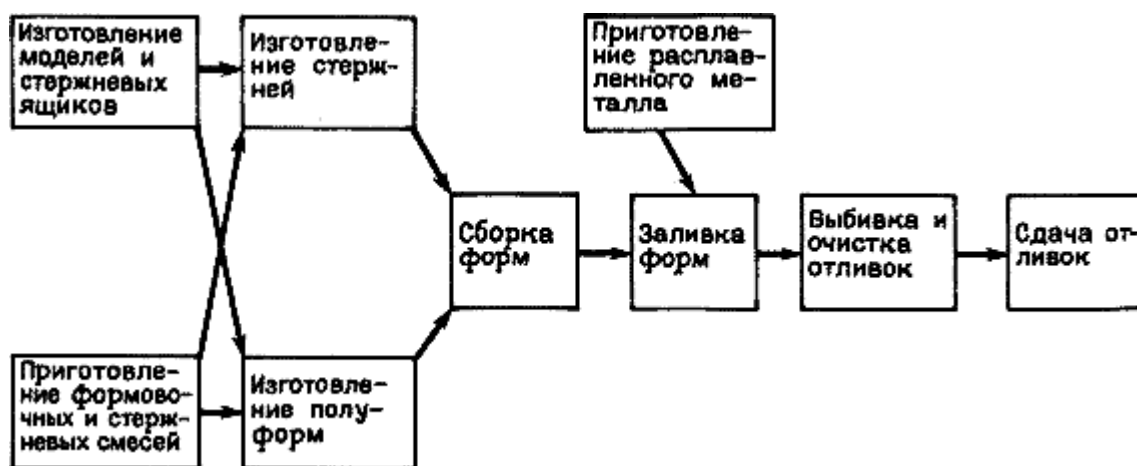 Изготовление
моделей и
стержневых
ящиков
Изготовле-
ние стерж-
ней
Приготовле-
ние расплав-
ленного ме-
талла
Сборка
форм
Заливка
форм
Выбивка и
очистка
отливок
Сдача от-
ливок
Приготовле-
ние формово-
чных и стерж-
невых смесей
Изготовле-
ние полу-
форм